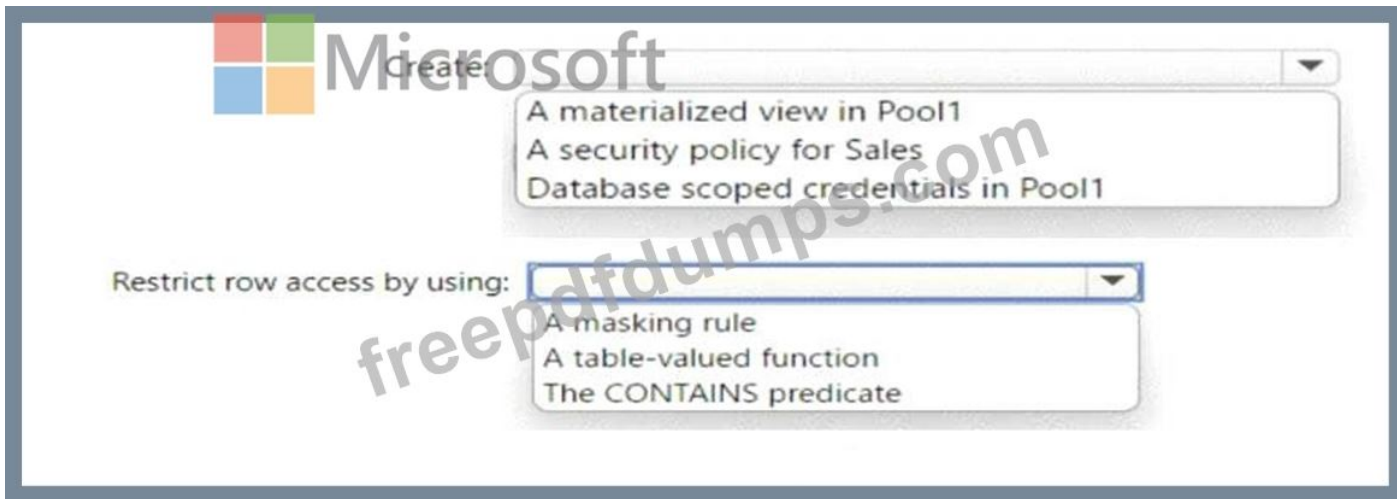 Microsoft
Create:
A materialized view in Pool1
A security policy for Sales
Database scoped credentials in Pool1
Restrict row access by using:
A masking rule
A table-valued function
The CONTAINS predicate
freepdfdumps.com